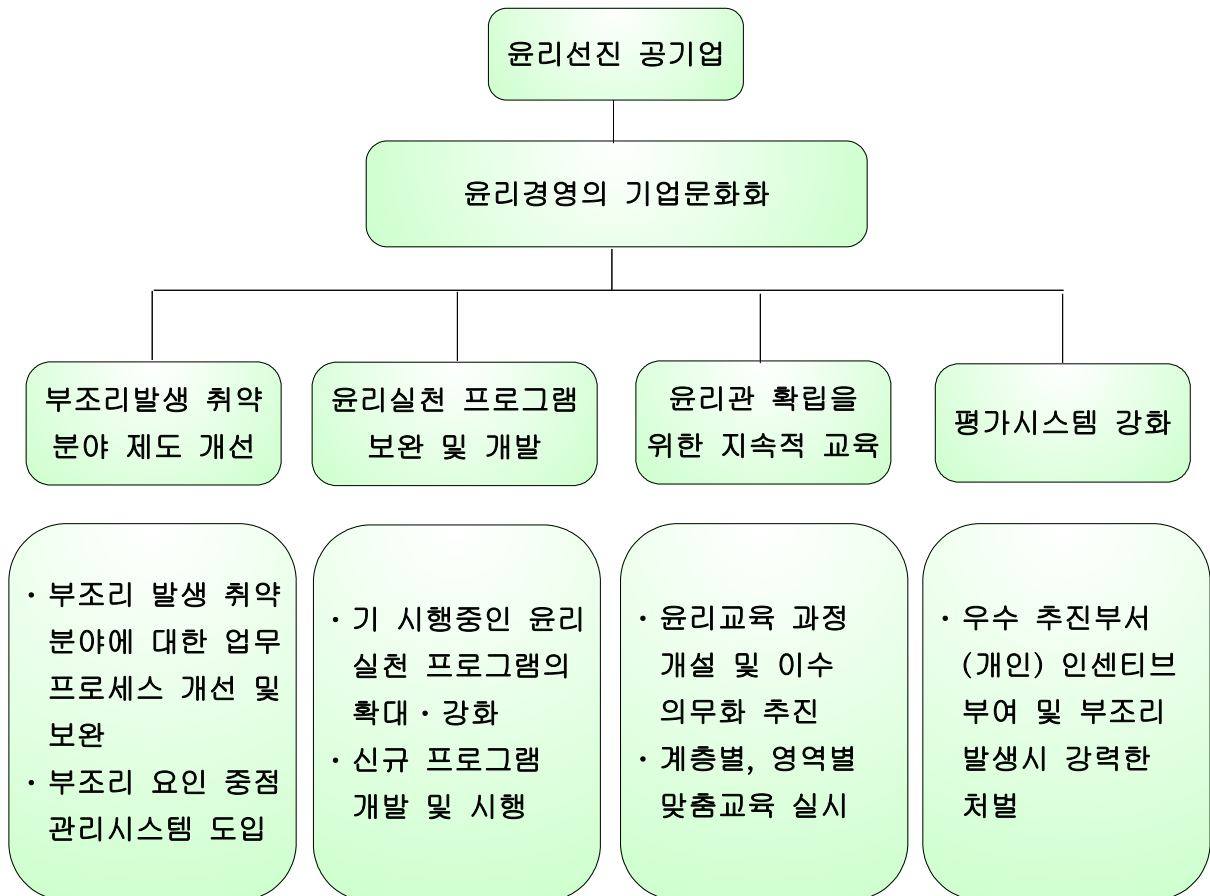 윤리선진 공기업
윤리경영의 기업문화화
부조리발생 취약
분야 제도 개선
윤리실천 프로그램
보완 및 개발
윤리관 확립을
위한 지속적 교육
평가시스템 강화
· 부조리 발생 취약
분야에 대한 업무
프로세스 개선 및
보완
· 부조리 요인 중점
관리시스템 도입
· 기 시행중인 윤리
실천 프로그램의
확대 · 강화
· 신규 프로그램
개발 및 시행
· 윤리교육 과정
개설 및 이수
의무화 추진
· 계층별, 영역별
맞춤교육 실시
· 우수 추진부서
(개인) 인센티브
부여 및 부조리
발생시 강력한
처벌